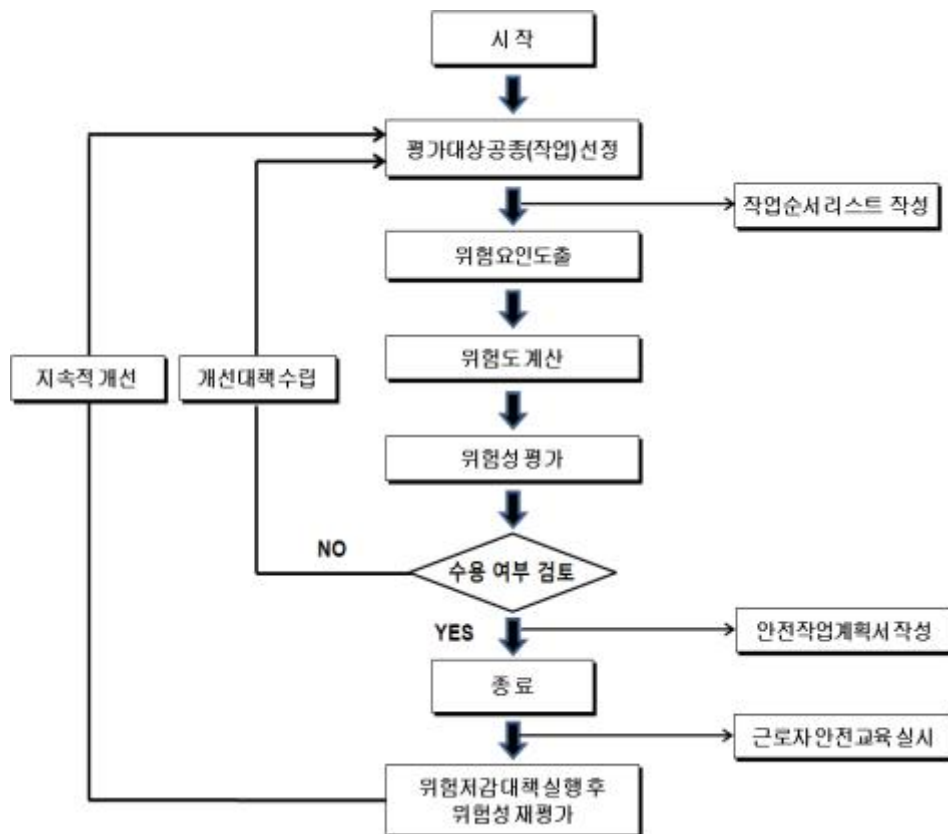 시작
평가대상공종(작업)선정
작업순서리스트 작성
위험요인도출
위험도계산
지속적개선
개선대책수립
위험성평가
NO
수용 여부 검토
YES
안전작업계획서작성
종료
근로자안전교육실시
위험저감대책실행후
위험성재평가